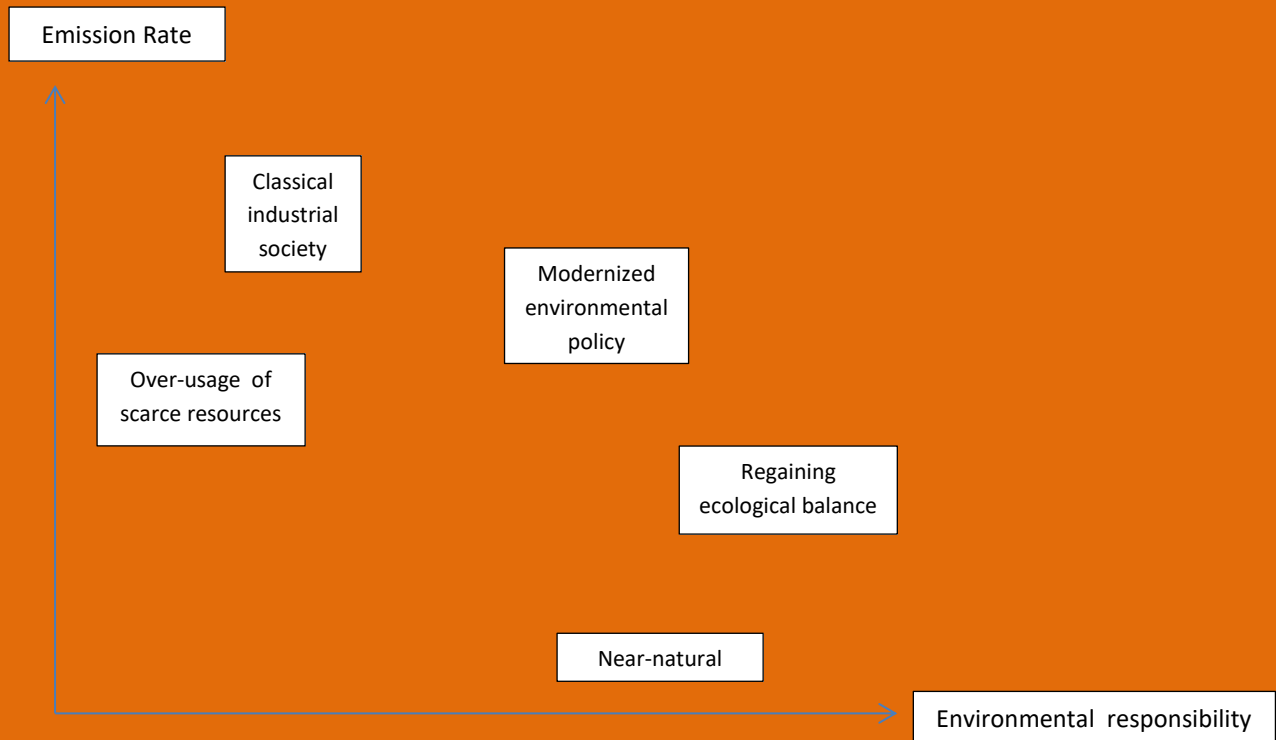 Emission Rate
Classical
industrial
society
Modernized
environmental
policy
Over-usage of
scarce resources
Regaining
ecological balance
Near-natural
Environmental responsibility